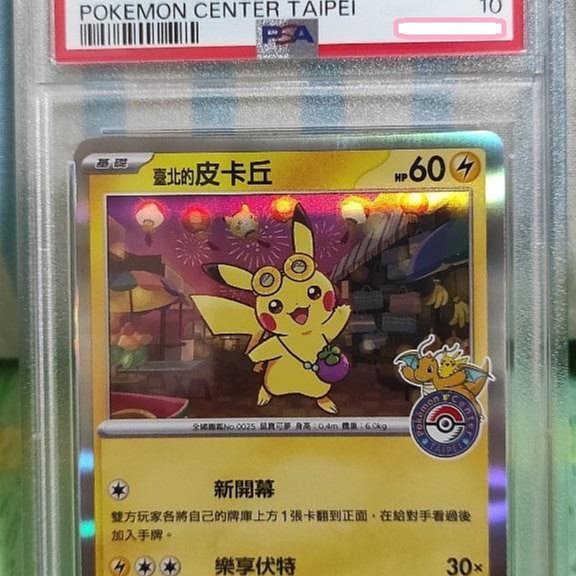 POKEMON CENTER TAIPEI
10
PSA
基礎
臺北的皮卡丘
HP60
全國圖鑑No.0025 鼠寶可夢 身高：0.4m 體重：6.0kg
Pokémon Center
TAIPEI
新開幕
雙方玩家各將自己的牌庫上方1張卡翻到正面，在給對手看過後
加入手牌。
樂享伏特 30×